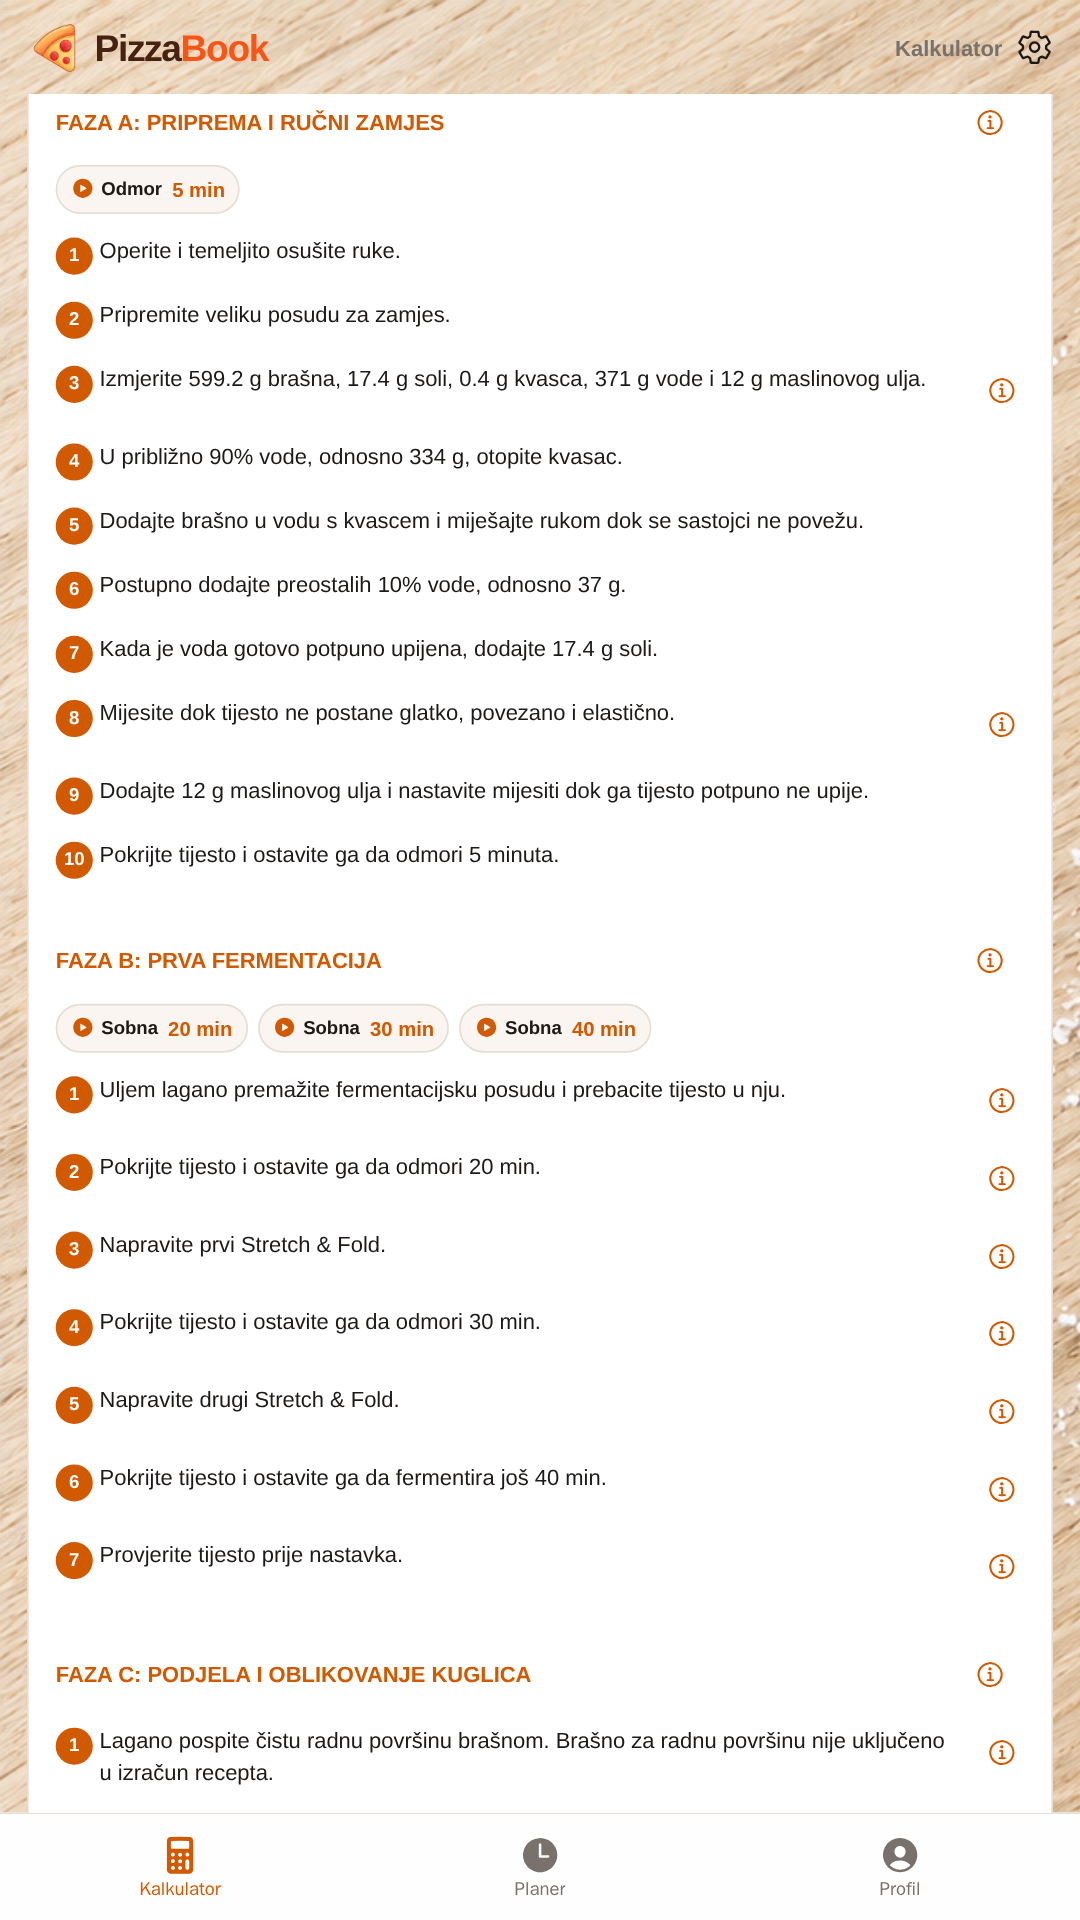 PizzaBook
Kalkulator
FAZA A: PRIPREMA I RUČNI ZAMJES
Odmor 5 min
1 Operite i temeljito osušite ruke.
2 Pripremite veliku posudu za zamjes.
3 Izmjerite 599.2 g brašna, 17.4 g soli, 0.4 g kvasca, 371 g vode i 12 g maslinovog ulja.
4 U približno 90% vode, odnosno 334 g, otopite kvasac.
5 Dodajte brašno u vodu s kvascem i miješajte rukom dok se sastojci ne povežu.
6 Postupno dodajte preostalih 10% vode, odnosno 37 g.
7 Kada je voda gotovo potpuno upijena, dodajte 17.4 g soli.
8 Mijesite dok tijesto ne postane glatko, povezano i elastično.
9 Dodajte 12 g maslinovog ulja i nastavite mijesiti dok ga tijesto potpuno ne upije.
10 Pokrijte tijesto i ostavite ga da odmori 5 minuta.
FAZA B: PRVA FERMENTACIJA
Sobna 20 min Sobna 30 min Sobna 40 min
1 Uljem lagano premažite fermentacijsku posudu i prebacite tijesto u nju.
2 Pokrijte tijesto i ostavite ga da odmori 20 min.
3 Napravite prvi Stretch & Fold.
4 Pokrijte tijesto i ostavite ga da odmori 30 min.
5 Napravite drugi Stretch & Fold.
6 Pokrijte tijesto i ostavite ga da fermentira još 40 min.
7 Provjerite tijesto prije nastavka.
FAZA C: PODJELA I OBLIKOVANJE KUGLICA
1 Lagano pospite čistu radnu površinu brašnom. Brašno za radnu površinu nije uključeno
u izračun recepta.
Kalkulator Planer Profil